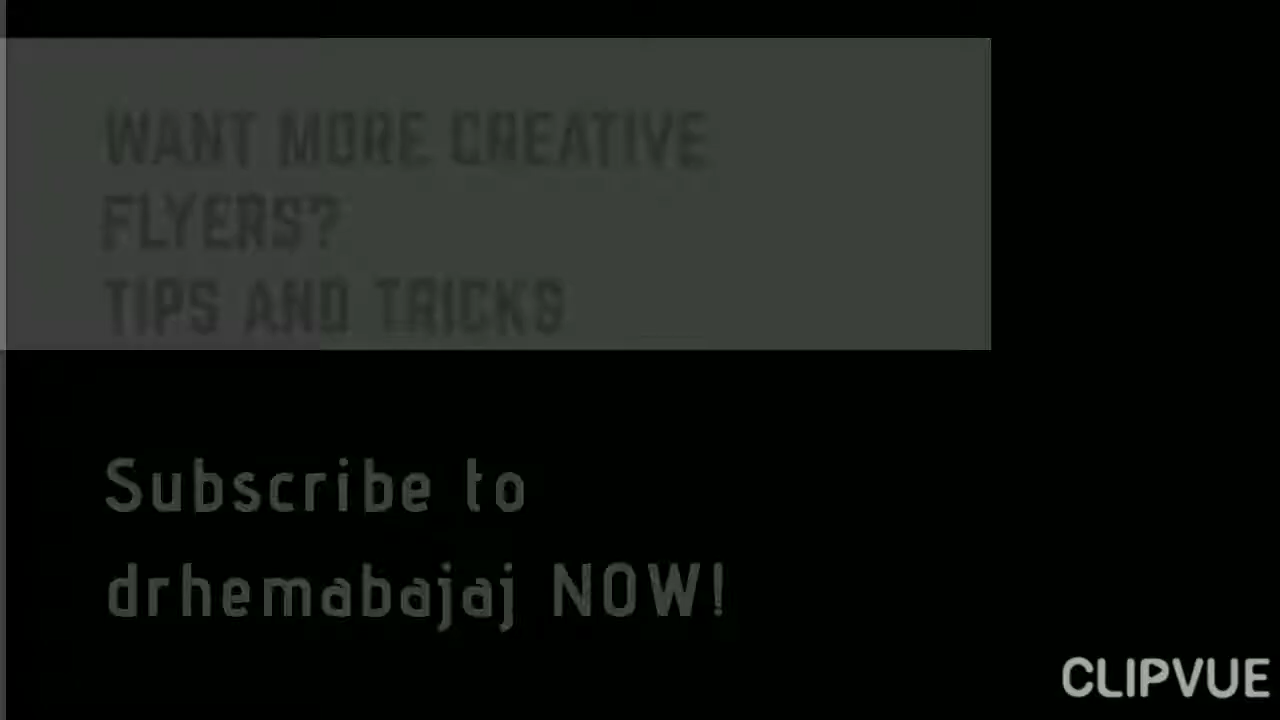 WANT MORE CREATIVE
FLYERS?
TIPS AND TRICKS
Subscribe to
drhemabajaj NOW!
CLIPVUE